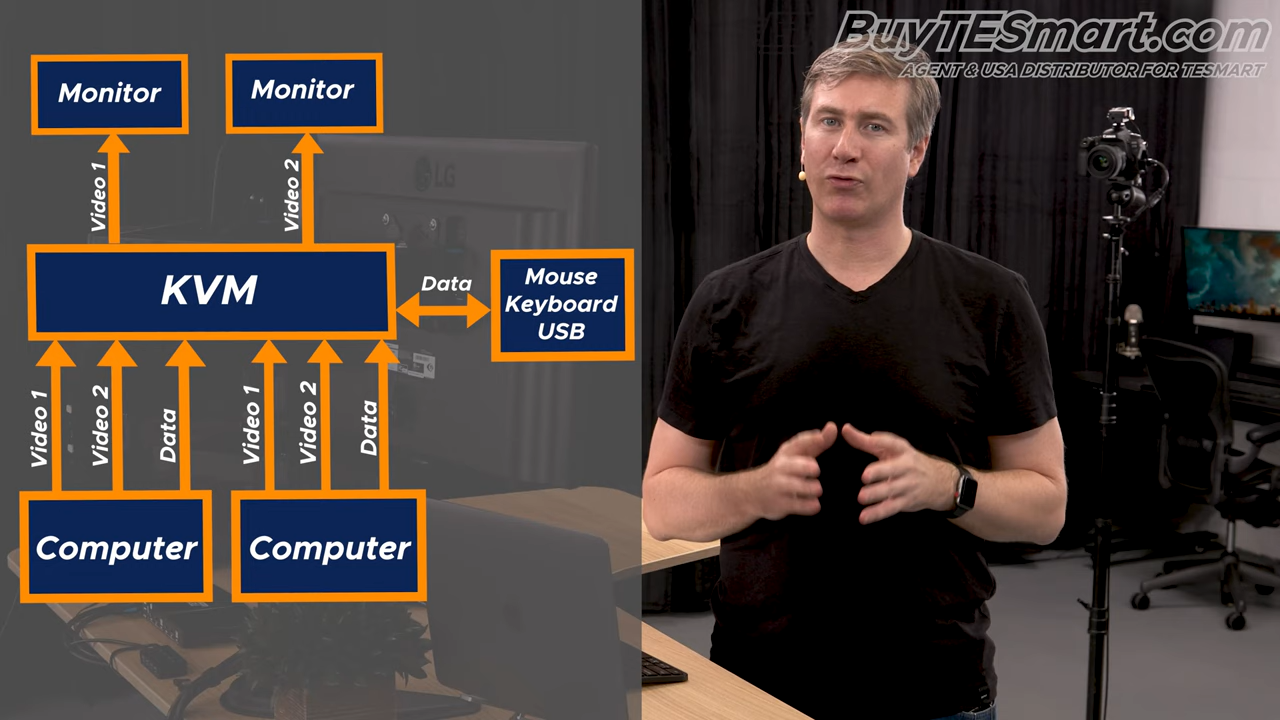 BuyTESmart.com
AGENT & USA DISTRIBUTOR FOR TESMART
Monitor
Monitor
Video 1
Video 2
LG
KVM
Data
Mouse
Keyboard
USB
Video 1
Video 2
Data
Video 1
Video 2
Data
Computer
Computer